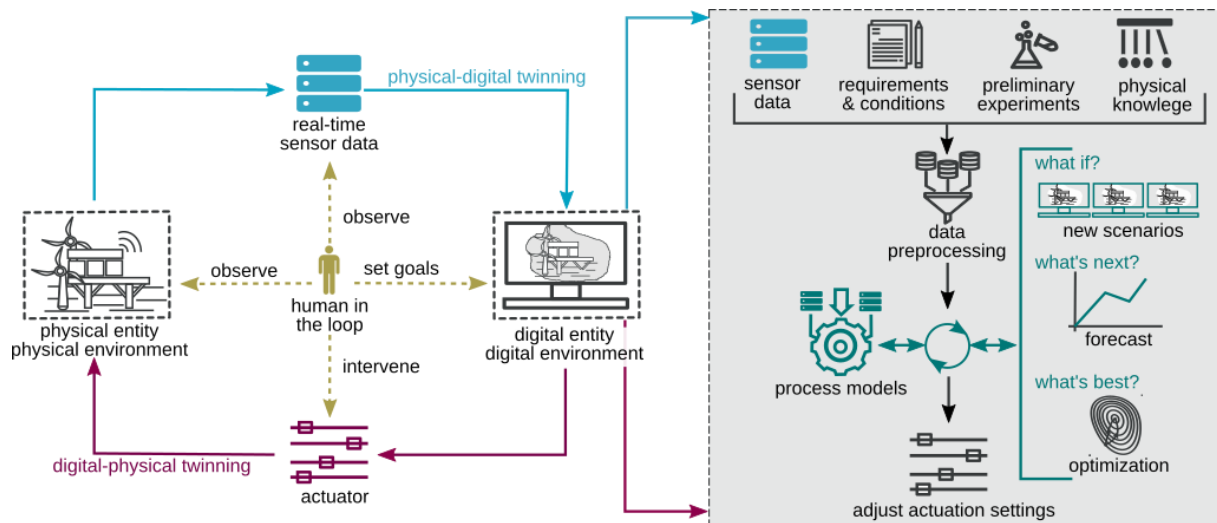 physical-digital twinning
real-time
sensor data
observe
observe
set goals
human in
the loop
physical entity
physical environment
digital entity
digital environment
intervene
digital-physical twinning
actuator
sensor
data
requirements
& conditions
preliminary
experiments
physical
knowlege
data
preprocessing
what if?
new scenarios
what's next?
forecast
process models
what's best?
optimization
adjust actuation settings